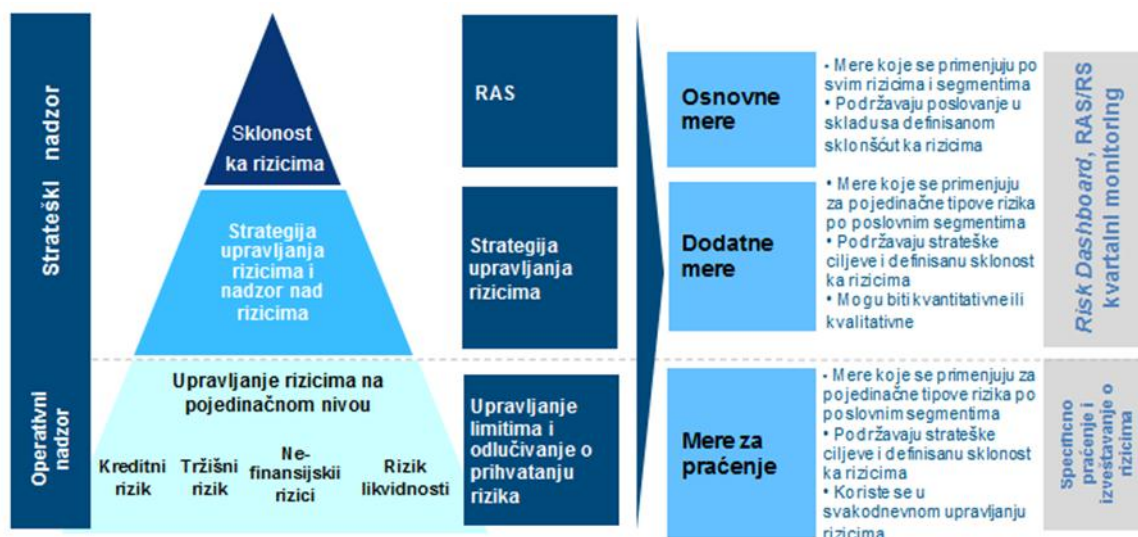 Strateški nadzor
Operativni
nadzor
Sklonost
ka rizicima
Strategija
upravljanja
rizicima i
nadzor nad
rizicima
Upravljanje rizicima na
pojedinačnom nivou
Kreditni
rizik
Tržišni
rizik
Ne-
finansijskii
rizici
Rizik
likvidnosti
RAS
Strategija
upravljanja
rizicima
Upravljanje
limitima i
odlučivanje o
prihvatanju
rizika
Osnovne
mere
• Mere koje se primenjuju po
svim rizicima i segmentima
• Podržavaju poslovanje u
skladu sa definisanom
sklonšćut ka rizicima
Dodatne
mere
• Mere koje se primenjuju
za pojedinačne tipove rizika
po poslovnim segmentima
• Podržavaju strateške
ciljeve i definisanu sklonost
ka rizicima
• Mogu biti kvantitativne ili
kvalitativne
Mere za
praćenje
• Mere koje se primenjuju za
pojedinačne tipove rizika po
poslovnim segmentima
• Podržavaju strateške
ciljeve i definisanu sklonost
ka rizicima
• Koriste se u
svakodnevnom upravljanju
rizicima
Risk Dashboard, RAS/RS
kvartalni monitoring
Specificno
praćenje i
izveštavanje o
rizicima